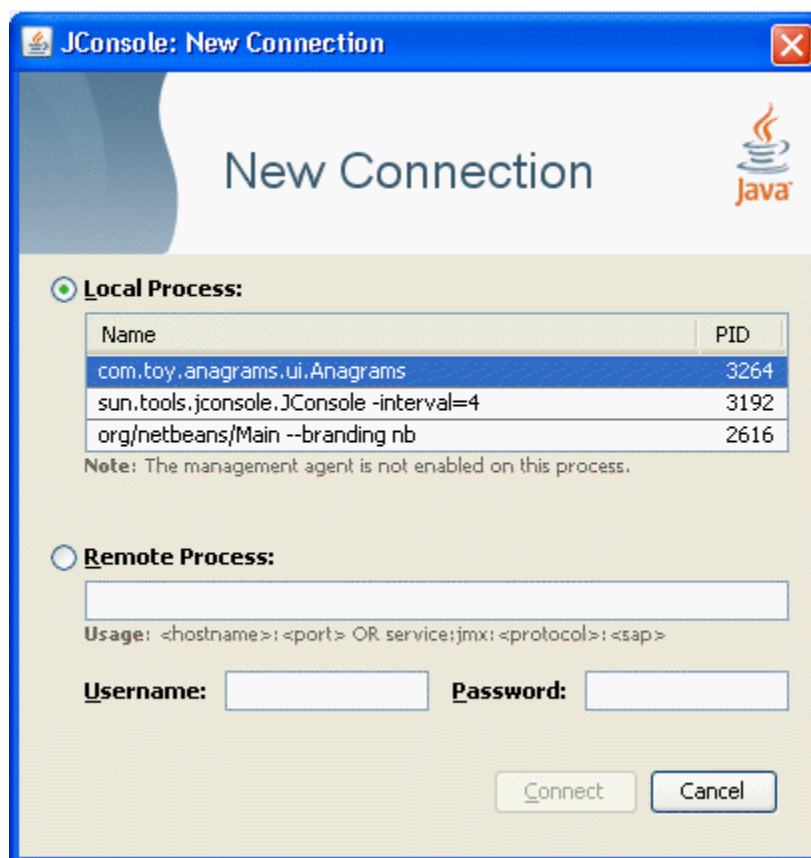 JConsole: New Connection
New Connection
Java
Local Process:
Name PID
com.toy.anagrams.ui.Anagrams 3264
sun.tools.jconsole.JConsole -interval=4 3192
org/netbeans/Main --branding nb 2616
Note: The management agent is not enabled on this process.
Remote Process:
Usage: <hostname>:<port> OR service:jmx:<protocol>:<sap>
Username: Password:
Connect Cancel